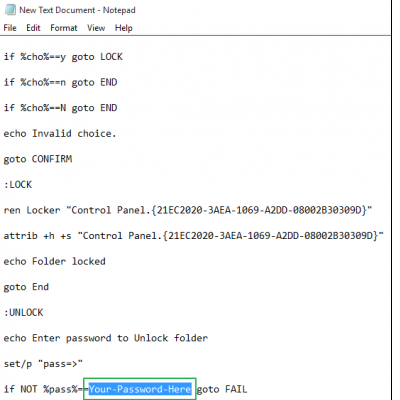 New Text Document - Notepad
File Edit Format View Help
if %cho%==y goto LOCK
if %cho%==n goto END
if %cho%==N goto END
echo Invalid choice.
goto CONFIRM
:LOCK
ren Locker "Control Panel.{21EC2020-3AEA-1069-A2DD-08002B30309D}"
attrib +h +s "Control Panel.{21EC2020-3AEA-1069-A2DD-08002B30309D}"
echo Folder locked
goto End
:UNLOCK
echo Enter password to Unlock folder
set/p "pass=>"
if NOT %pass%==Your-Password-Here goto FAIL